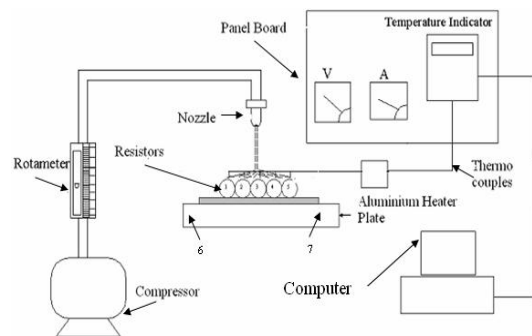 Temperature Indicator
Panel Board
V
A
Nozzle
Rotameter
Resistors
1 2 3 4 5
Thermo
couples
Aluminium Heater
Plate
6
7
Computer
Compressor